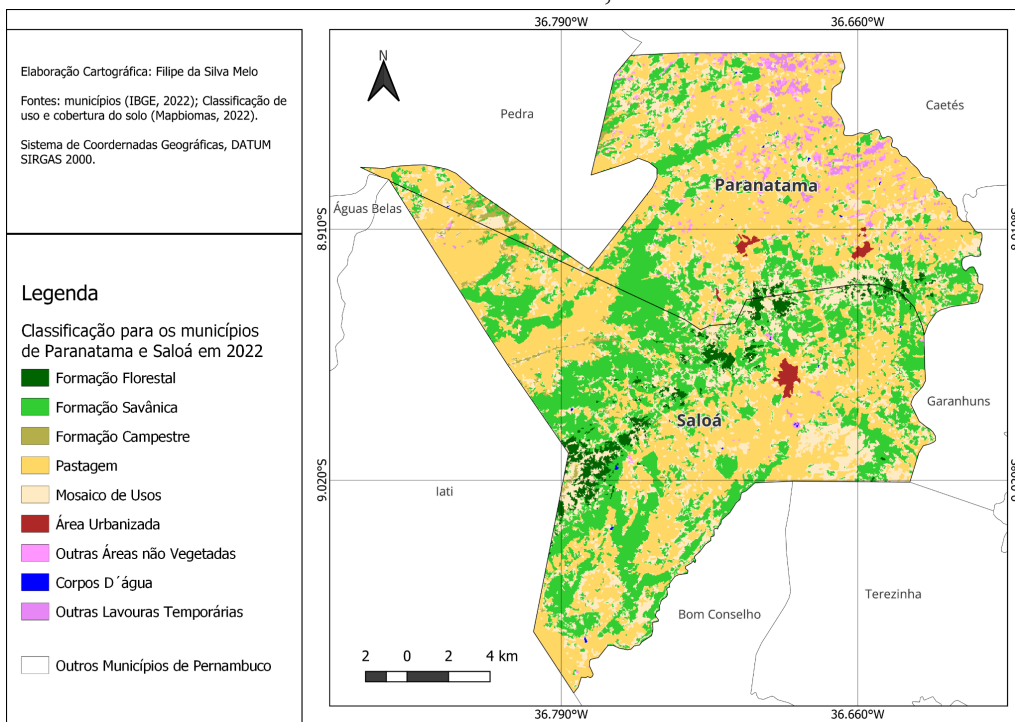 36.790°W
36.660°W
Elaboração Cartográfica: Filipe da Silva Melo
Fontes: municípios (IBGE, 2022); Classificação de
uso e cobertura do solo (Mapbiomas, 2022).
Sistema de Coordernadas Geográficas, DATUM
SIRGAS 2000.
N
Pedra
Caetés
Paranatama
Águas Belas
8.910°S
Legenda
Classificação para os municípios
de Paranatama e Saloá em 2022
Formação Florestal
Formação Savânica
Formação Campestre
Pastagem
Mosaico de Usos
Área Urbanizada
Outras Áreas não Vegetadas
Corpos D´água
Outras Lavouras Temporárias
Outros Municípios de Pernambuco
Garanhuns
Saloá
Iati
9.020°S
Terezinha
Bom Conselho
2 0 2 4 km
36.790°W
36.660°W